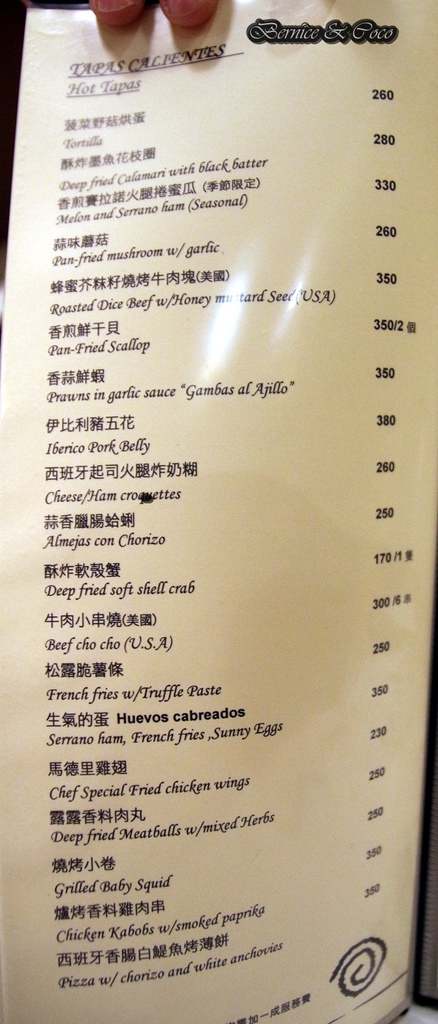 Bernice & Coco
TAPAS CALIENTES
Hot Tapas
菠菜野菇烘蛋 260
Tortilla
酥炸墨魚花枝圈 280
Deep fried Calamari with black batter
香煎賽拉諾火腿捲蜜瓜 (季節限定) 330
Melon and Serrano ham (Seasonal)
蒜味蘑菇 260
Pan-fried mushroom w/ garlic
蜂蜜芥籽燒烤牛肉塊(美國) 350
Roasted Dice Beef w/Honey mustard Seed(USA)
香煎鮮干貝 350/2 個
Pan-Fried Scallop
香蒜鮮蝦 350
Prawns in garlic sauce "Gambas al Ajillo"
伊比利豬五花 380
Iberico Pork Belly
西班牙起司火腿炸奶糊 260
Cheese/Ham croquettes
蒜香臘腸蛤蜊 250
Almejas con Chorizo
酥炸軟殼蟹 170 /1 隻
Deep fried soft shell crab
牛肉小串燒(美國) 300 /6 串
Beef cho cho (U.S.A)
松露脆薯條 250
French fries w/Truffle Paste
生氣的蛋 Huevos cabreados 350
Serrano ham, French fries ,Sunny Eggs
馬德里雞翅 230
Chef Special Fried chicken wings
露露香料肉丸 250
Deep fried Meatballs w/mixed Herbs
燒烤小卷 250
Grilled Baby Squid
爐烤香料雞肉串 350
Chicken Kabobs w/smoked paprika
西班牙香腸白鯷魚烤薄餅 350
Pizza w/ chorizo and white anchovies
加一成服務費